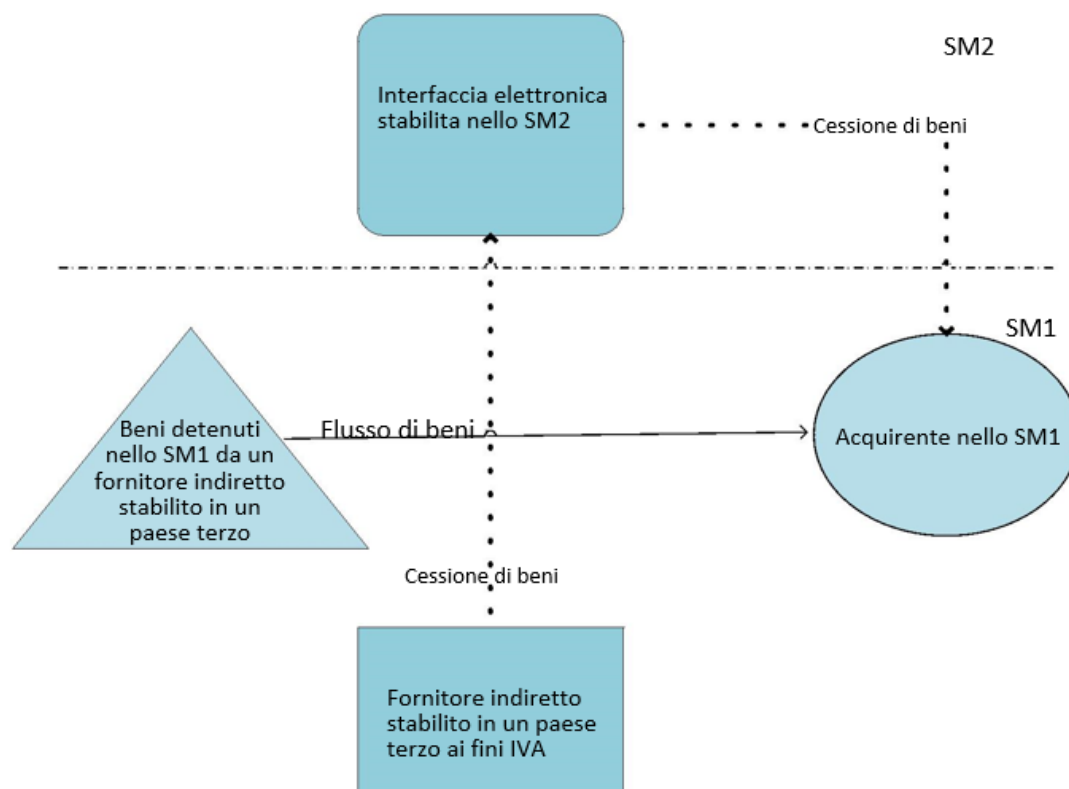 SM2
Interfaccia elettronica
stabilita nello SM2
Cessione di beni
SM1
Beni detenuti
nello SM1 da un
fornitore indiretto
stabilito in un
paese terzo
Flusso di beni
Acquirente nello SM1
Cessione di beni
Fornitore indiretto
stabilito in un paese
terzo ai fini IVA